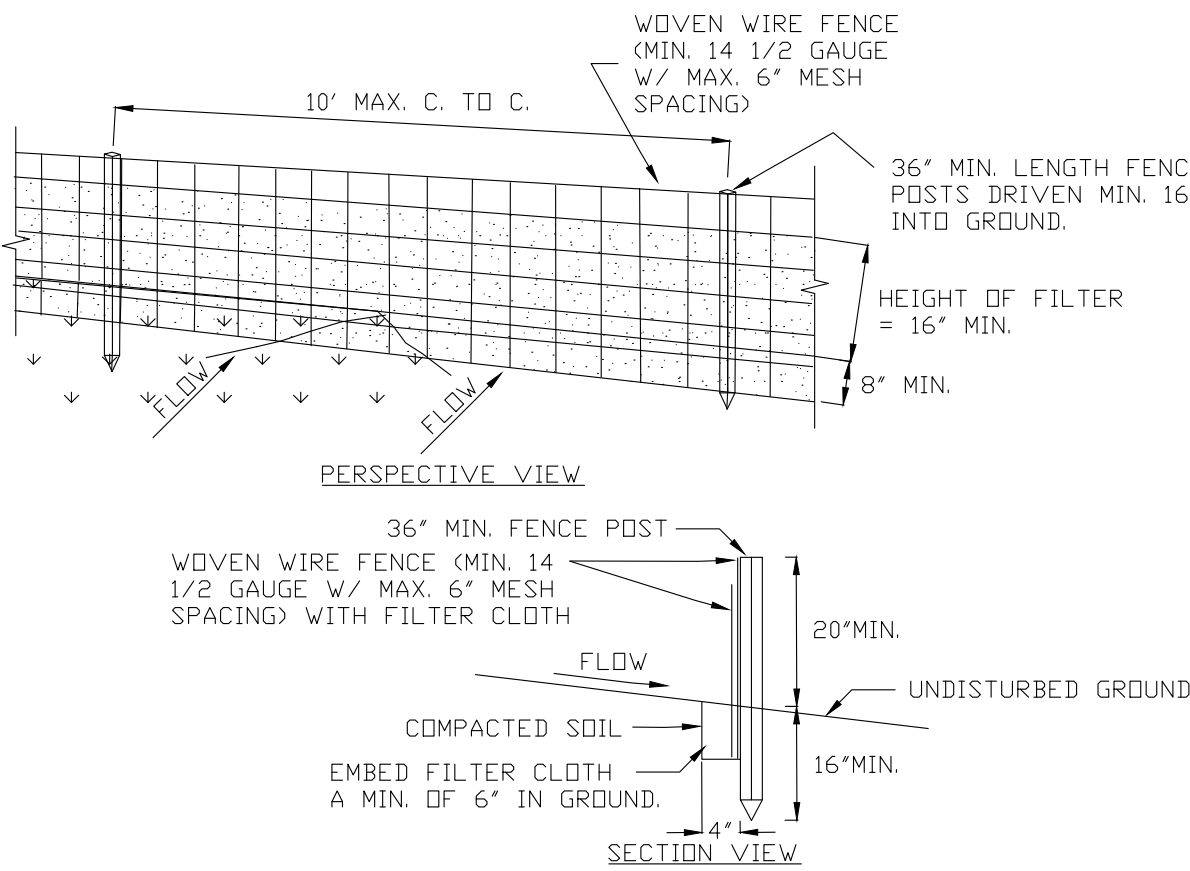 WOVEN WIRE FENCE
(MIN. 14 1/2 GAUGE
W/ MAX. 6" MESH
SPACING)
10' MAX. C. TO C.
36" MIN. LENGTH FENC
POSTS DRIVEN MIN. 16
INTO GROUND.
HEIGHT OF FILTER
= 16" MIN.
8" MIN.
FLOW
FLOW
PERSPECTIVE VIEW
36" MIN. FENCE POST
WOVEN WIRE FENCE (MIN. 14
1/2 GAUGE W/ MAX. 6" MESH
SPACING) WITH FILTER CLOTH
20"MIN.
FLOW
UNDISTURBED GROUND
COMPACTED SOIL
16"MIN.
EMBED FILTER CLOTH
A MIN. OF 6" IN GROUND.
4"
SECTION VIEW